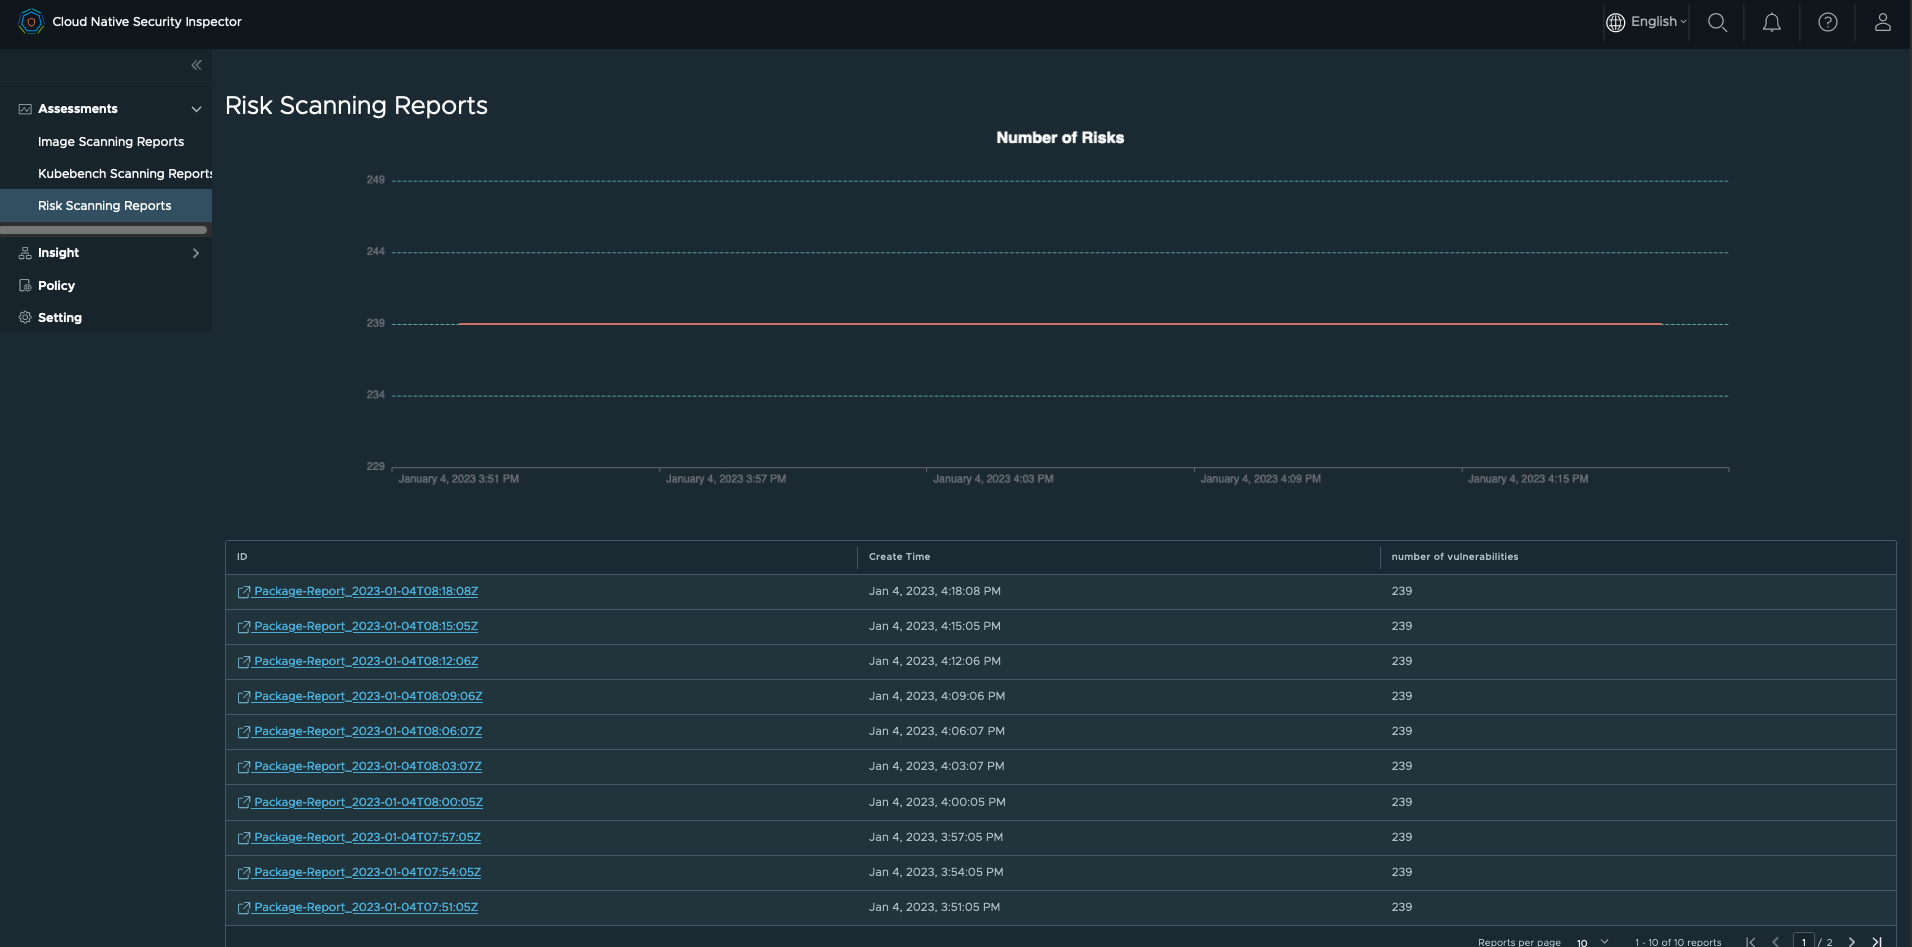 Cloud Native Security Inspector
English
Assessments
Image Scanning Reports
Kubebench Scanning Reports
Risk Scanning Reports
Insight
Policy
Setting
Risk Scanning Reports
Number of Risks
249
244
239
234
229
January 4, 2023 3:51 PM January 4, 2023 3:57 PM January 4, 2023 4:03 PM January 4, 2023 4:09 PM January 4, 2023 4:15 PM
ID Create Time number of vulnerabilities
Package-Report_2023-01-04T08:18:08Z Jan 4, 2023, 4:18:08 PM 239
Package-Report_2023-01-04T08:15:05Z Jan 4, 2023, 4:15:05 PM 239
Package-Report_2023-01-04T08:12:06Z Jan 4, 2023, 4:12:06 PM 239
Package-Report_2023-01-04T08:09:06Z Jan 4, 2023, 4:09:06 PM 239
Package-Report_2023-01-04T08:06:07Z Jan 4, 2023, 4:06:07 PM 239
Package-Report_2023-01-04T08:03:07Z Jan 4, 2023, 4:03:07 PM 239
Package-Report_2023-01-04T08:00:05Z Jan 4, 2023, 4:00:05 PM 239
Package-Report_2023-01-04T07:57:05Z Jan 4, 2023, 3:57:05 PM 239
Package-Report_2023-01-04T07:54:05Z Jan 4, 2023, 3:54:05 PM 239
Package-Report_2023-01-04T07:51:05Z Jan 4, 2023, 3:51:05 PM 239
Reports per page 10 1 - 10 of 10 reports 1 / 2